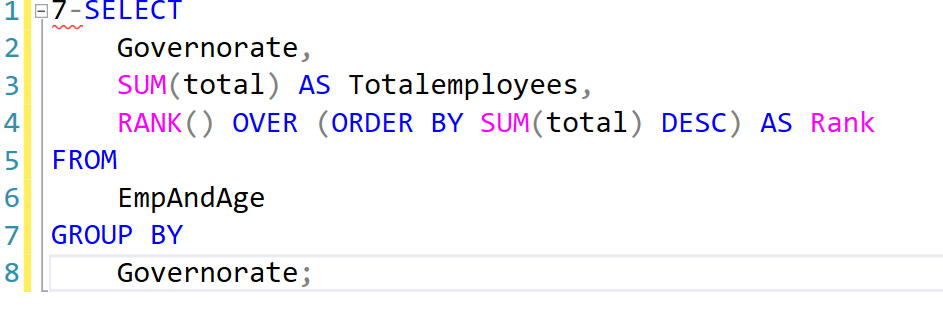 1 7-SELECT
2 Governorate,
3 SUM(total) AS Totalemployees,
4 RANK() OVER (ORDER BY SUM(total) DESC) AS Rank
5 FROM
6 EmpAndAge
7 GROUP BY
8 Governorate;